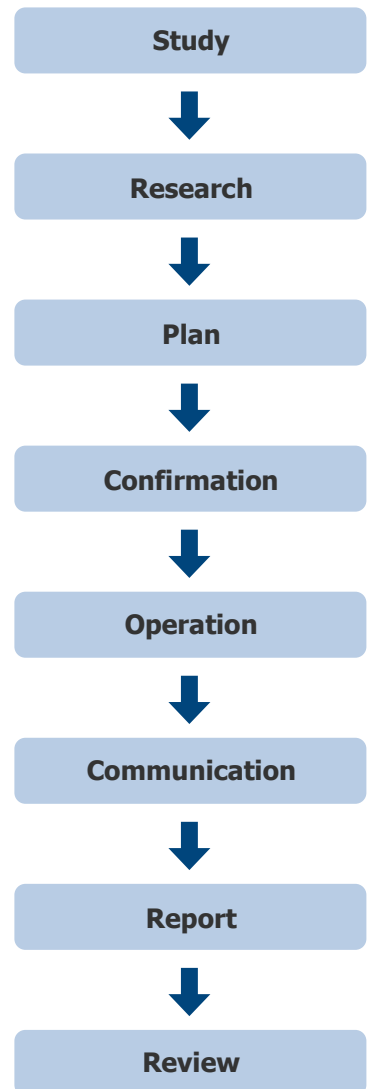 Study
Research
Plan
Confirmation
Operation
Communication
Report
Review